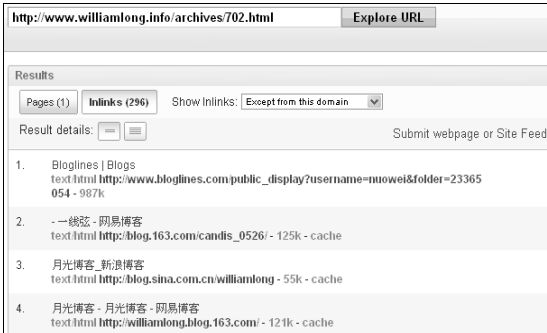 http://www.williamlong.info/archives/702.html Explore URL
Results
Pages (1) Inlinks (296) Show Inlinks: Except from this domain
Result details: Submit webpage or Site Feed
1. Bloglines | Blogs
text/html http://www.bloglines.com/public_display?username=nuowei&folder=23365
054 - 987k
2. - 一线弦 - 网易博客
text/html http://blog.163.com/candis_0526/ - 125k - cache
3. 月光博客_新浪博客
text/html http://blog.sina.com.cn/williamlong - 55k - cache
4. 月光博客 - 月光博客 - 网易博客
text/html http://williamlong.blog.163.com/ - 121k - cache